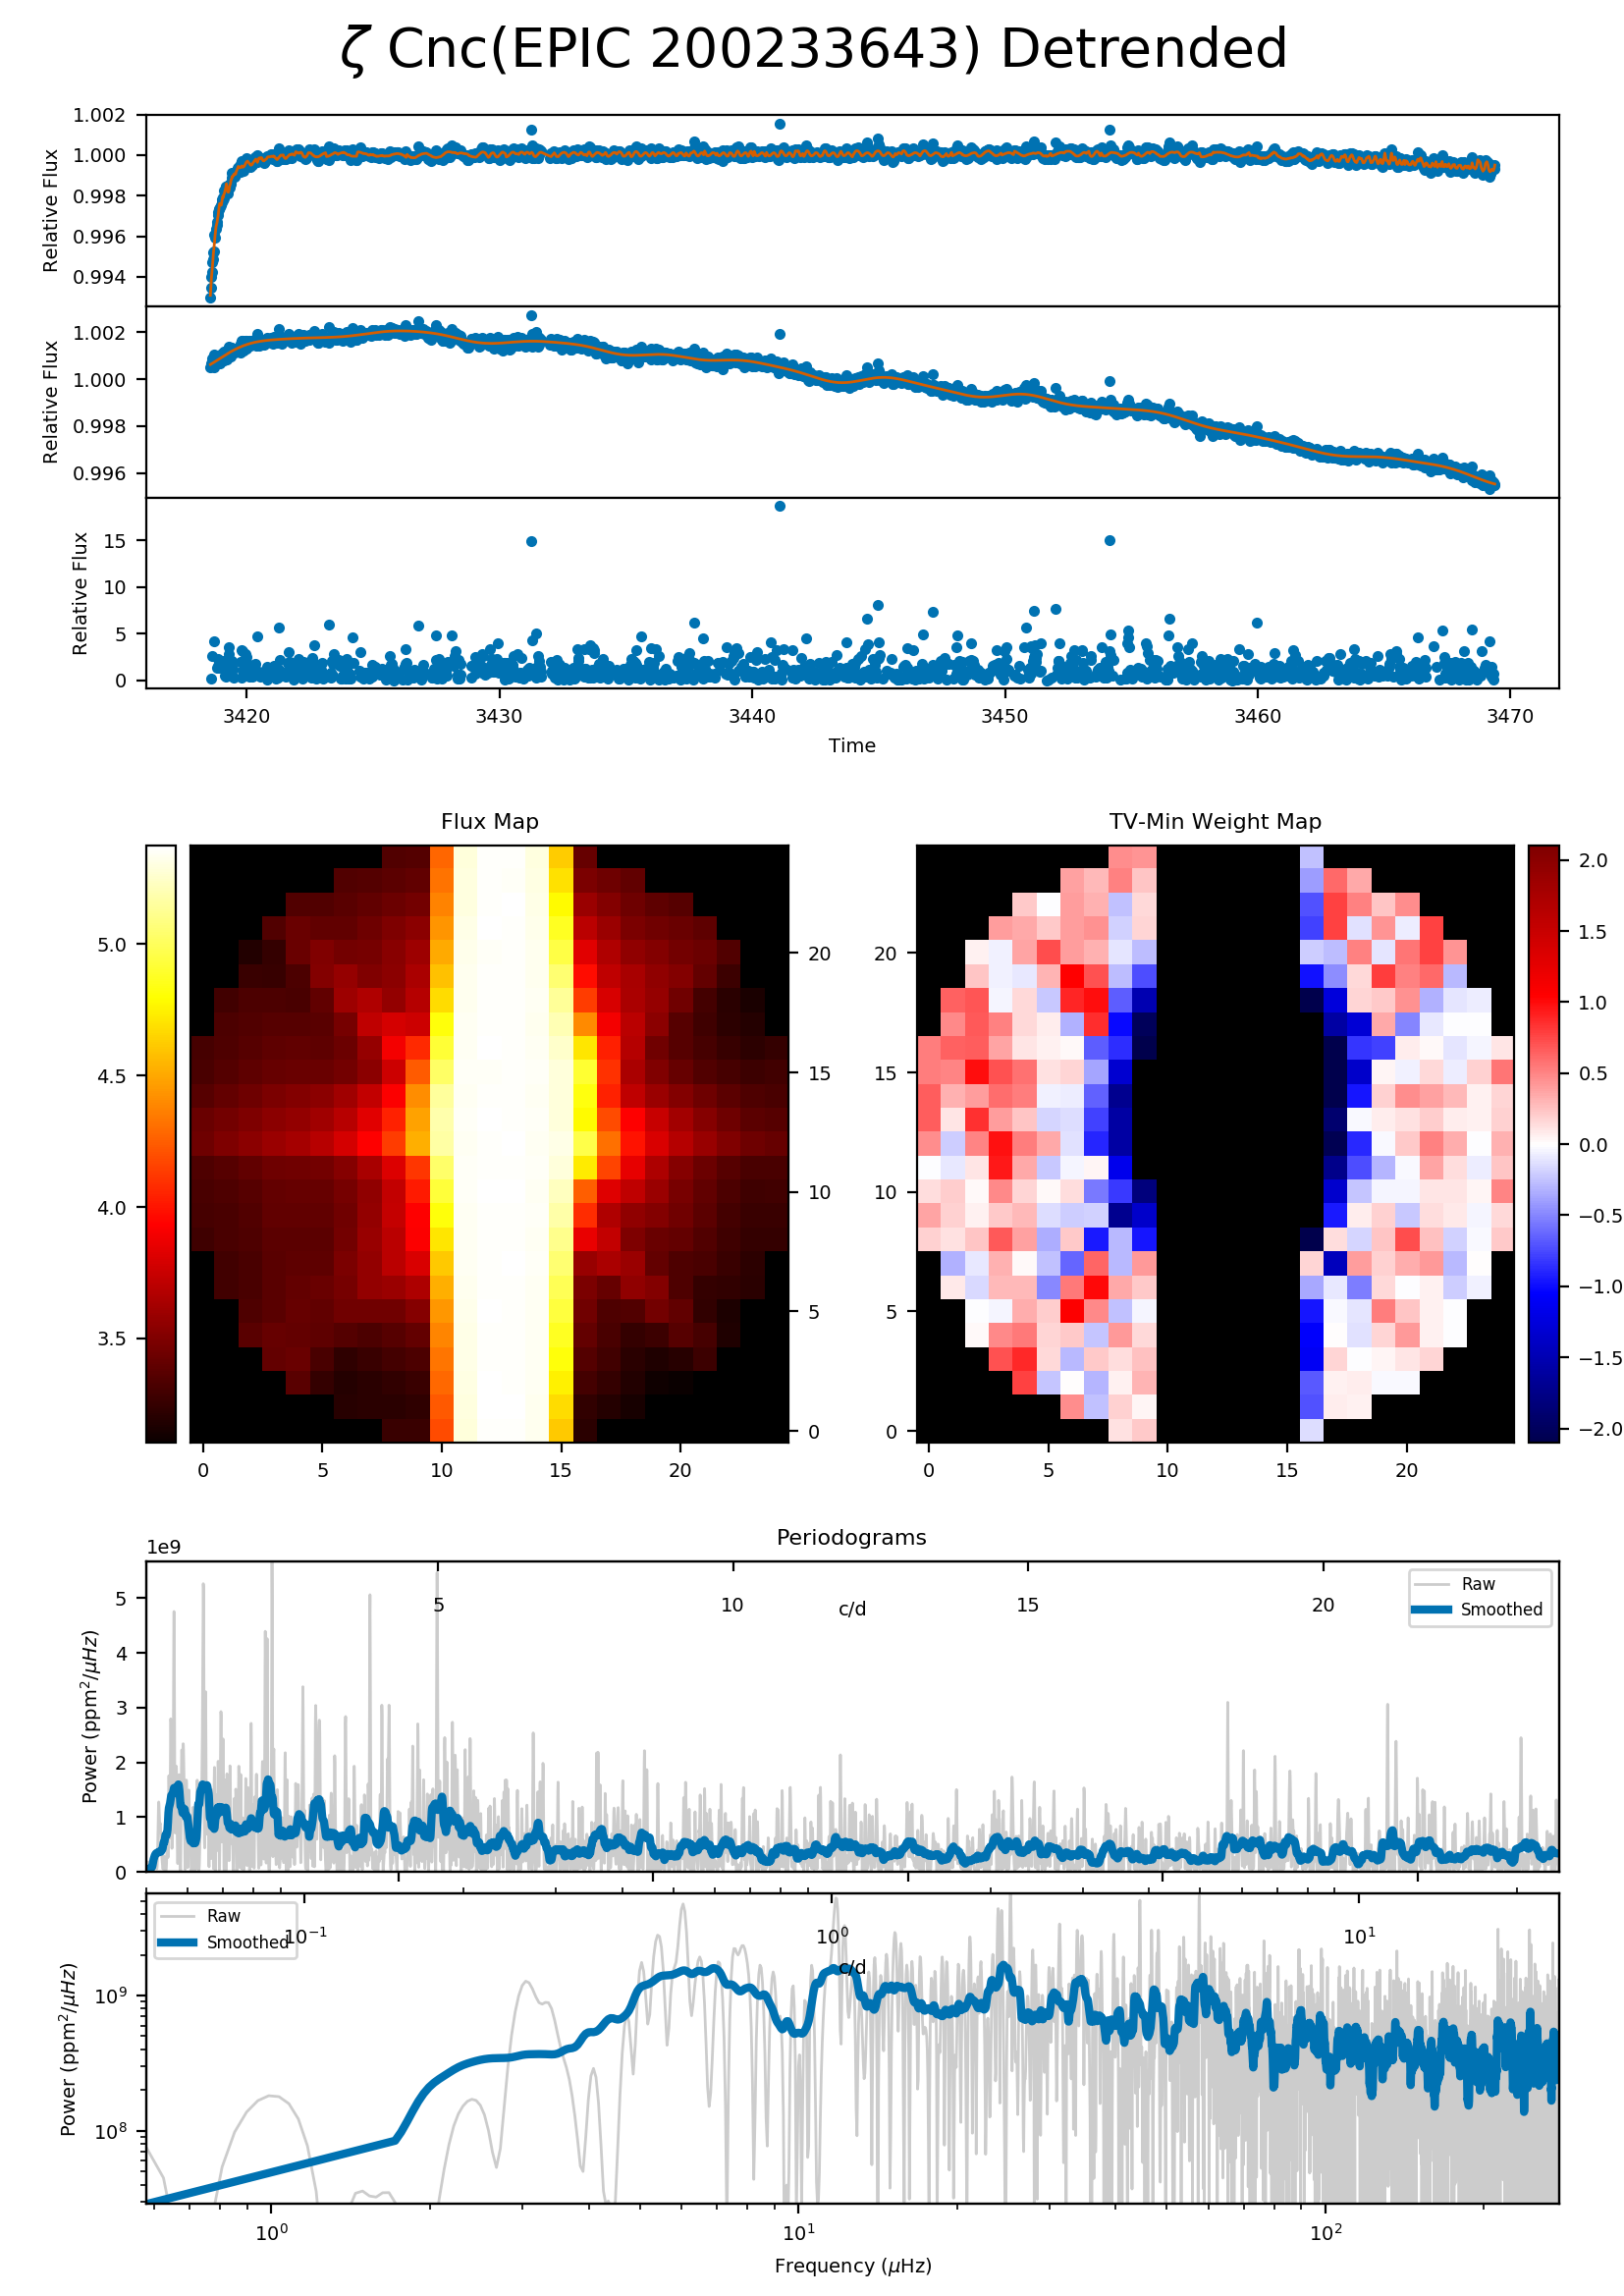 ζ Cnc(EPIC 200233643) Detrended
1.002
1.000
0.998
0.996
0.994
Relative Flux
1.002
1.000
0.998
0.996
Relative Flux
15
10
5
0
Relative Flux
3420 3430 3440 3450 3460 3470
Time
Flux Map
TV-Min Weight Map
5.0
4.5
4.0
3.5
20
15
10
5
0
0 5 10 15 20
20
15
10
5
0
0 5 10 15 20
2.0
1.5
1.0
0.5
0.0
−0.5
−1.0
−1.5
−2.0
Periodograms
1e9
5
4
3
2
1
0
Power (ppm²/μHz)
5 10 15 20
c/d
Raw
Smoothed
Raw
Smoothed
10⁻¹ 10⁰ 10¹
c/d
10⁹
10⁸
Power (ppm²/μHz)
10⁰ 10¹ 10²
Frequency (μHz)